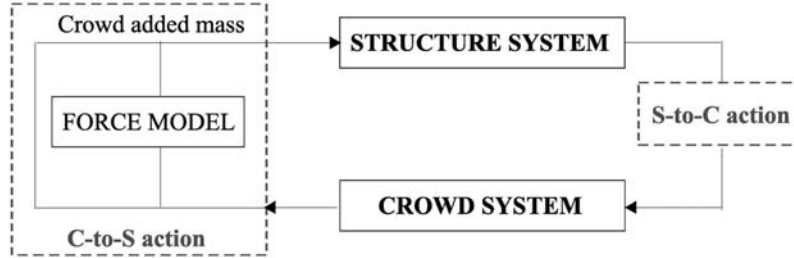 Crowd added mass
STRUCTURE SYSTEM
FORCE MODEL
S-to-C action
CROWD SYSTEM
C-to-S action